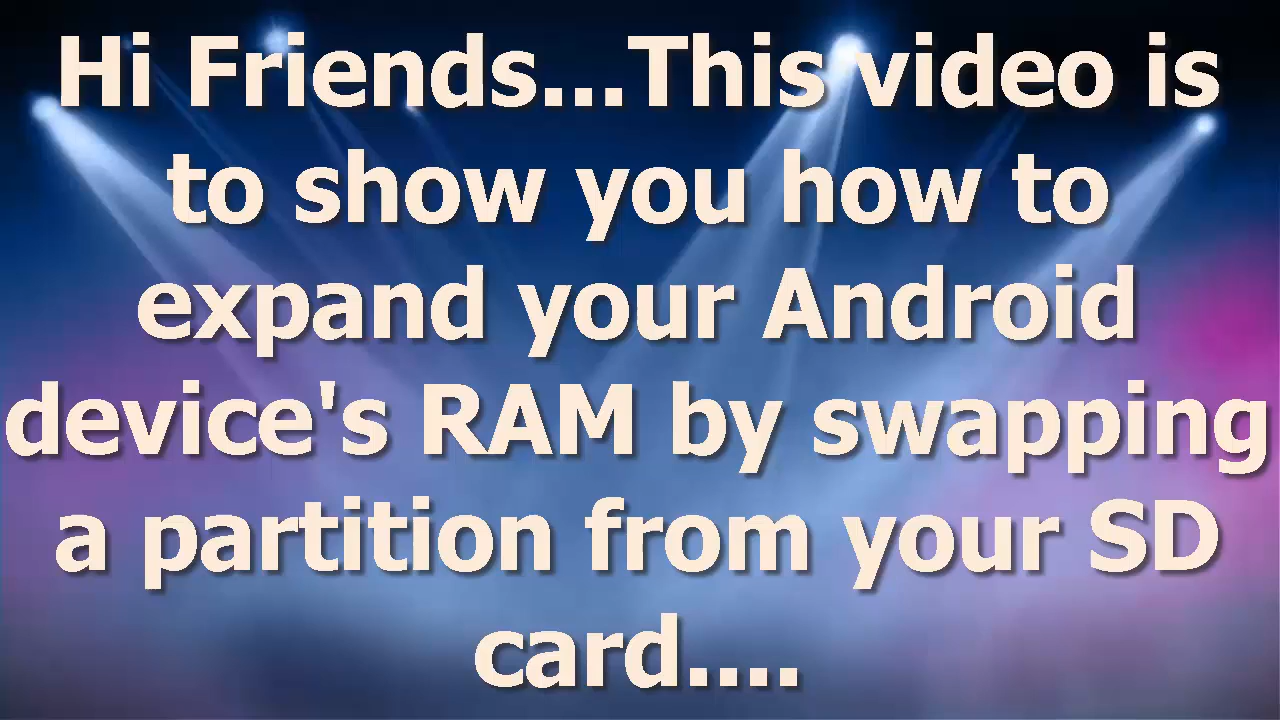 Hi Friends...This video is
to show you how to
expand your Android
device's RAM by swapping
a partition from your SD
card....